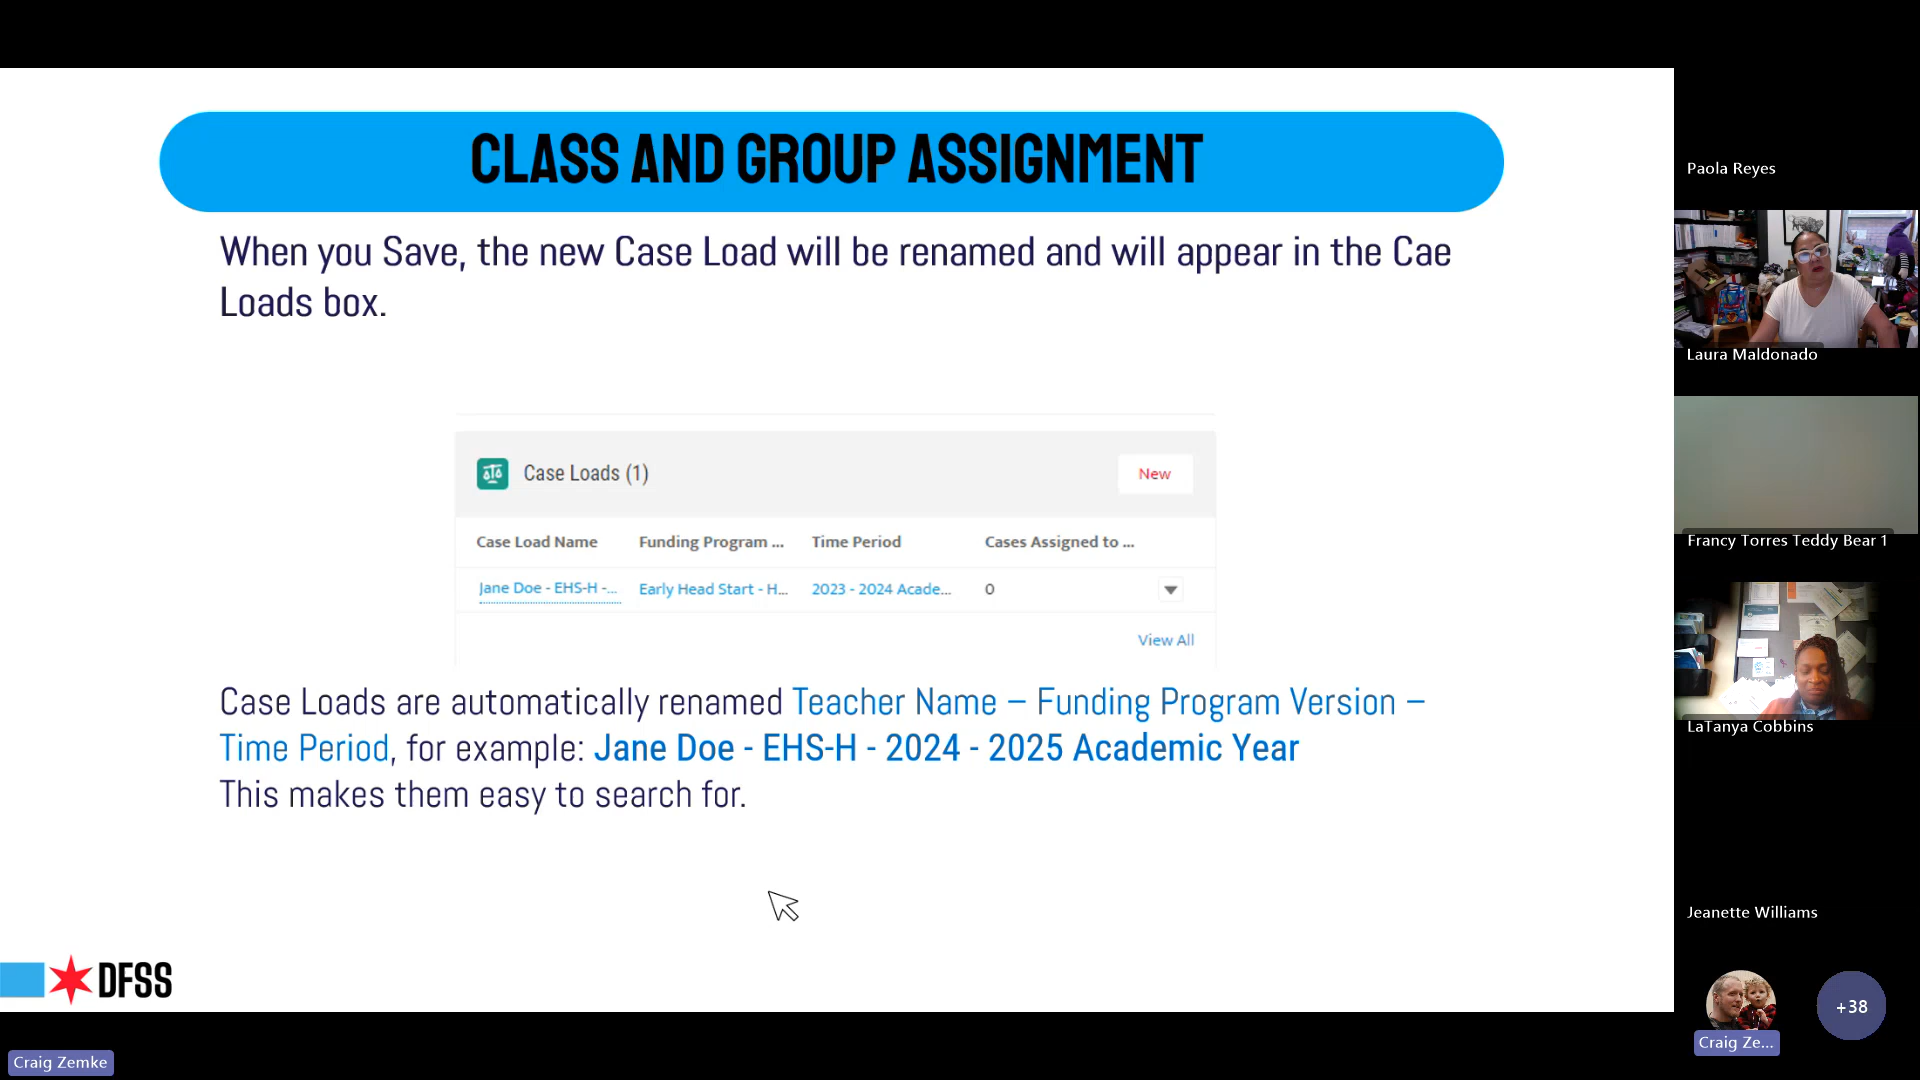 CLASS AND GROUP ASSIGNMENT
When you Save, the new Case Load will be renamed and will appear in the Cae
Loads box.
Case Loads (1)
New
Case Load Name
Funding Program ...
Time Period
Cases Assigned to ...
Jane Doe - EHS-H -...
Early Head Start - H...
2023 - 2024 Acade...
0
View All
Case Loads are automatically renamed Teacher Name – Funding Program Version –
Time Period, for example: Jane Doe - EHS-H - 2024 - 2025 Academic Year
This makes them easy to search for.
DFSS
Craig Zemke
Paola Reyes
Laura Maldonado
Francy Torres Teddy Bear 1
LaTanya Cobbins
Jeanette Williams
Craig Ze...
+38